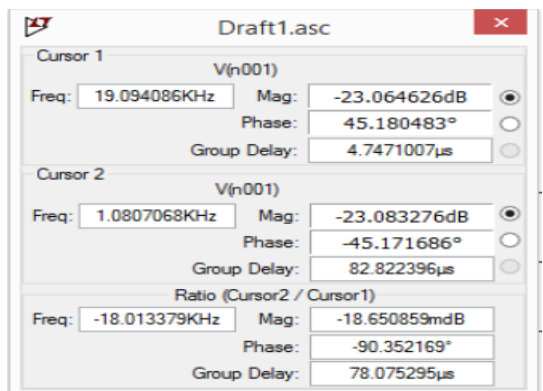 Draft1.asc
Cursor 1
V(n001)
Freq: 19.094086KHz Mag: -23.064626dB
Phase: 45.180483°
Group Delay: 4.7471007µs
Cursor 2
V(n001)
Freq: 1.0807068KHz Mag: -23.083276dB
Phase: -45.171686°
Group Delay: 82.822396µs
Ratio (Cursor2 / Cursor1)
Freq: -18.013379KHz Mag: -18.650859mdB
Phase: -90.352169°
Group Delay: 78.075295µs